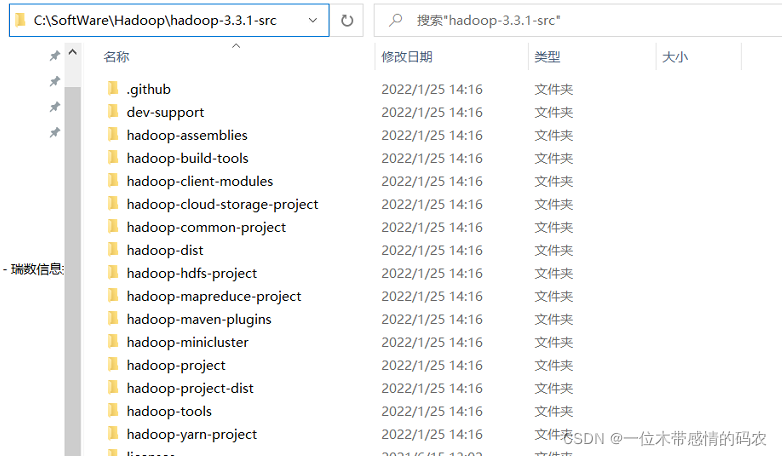 C:\SoftWare\Hadoop\hadoop-3.3.1-src 搜索"hadoop-3.3.1-src"
名称 修改日期 类型 大小
.github 2022/1/25 14:16 文件夹
dev-support 2022/1/25 14:16 文件夹
hadoop-assemblies 2022/1/25 14:16 文件夹
hadoop-build-tools 2022/1/25 14:16 文件夹
hadoop-client-modules 2022/1/25 14:16 文件夹
hadoop-cloud-storage-project 2022/1/25 14:16 文件夹
hadoop-common-project 2022/1/25 14:16 文件夹
hadoop-dist 2022/1/25 14:16 文件夹
- 瑞数信息 hadoop-hdfs-project 2022/1/25 14:16 文件夹
hadoop-mapreduce-project 2022/1/25 14:16 文件夹
hadoop-maven-plugins 2022/1/25 14:16 文件夹
hadoop-minicluster 2022/1/25 14:16 文件夹
hadoop-project 2022/1/25 14:16 文件夹
hadoop-project-dist 2022/1/25 14:16 文件夹
hadoop-tools 2022/1/25 14:16 文件夹
hadoop-yarn-project 2022/1/25 14:16 文件夹
CSDN @一位木带感情的码农